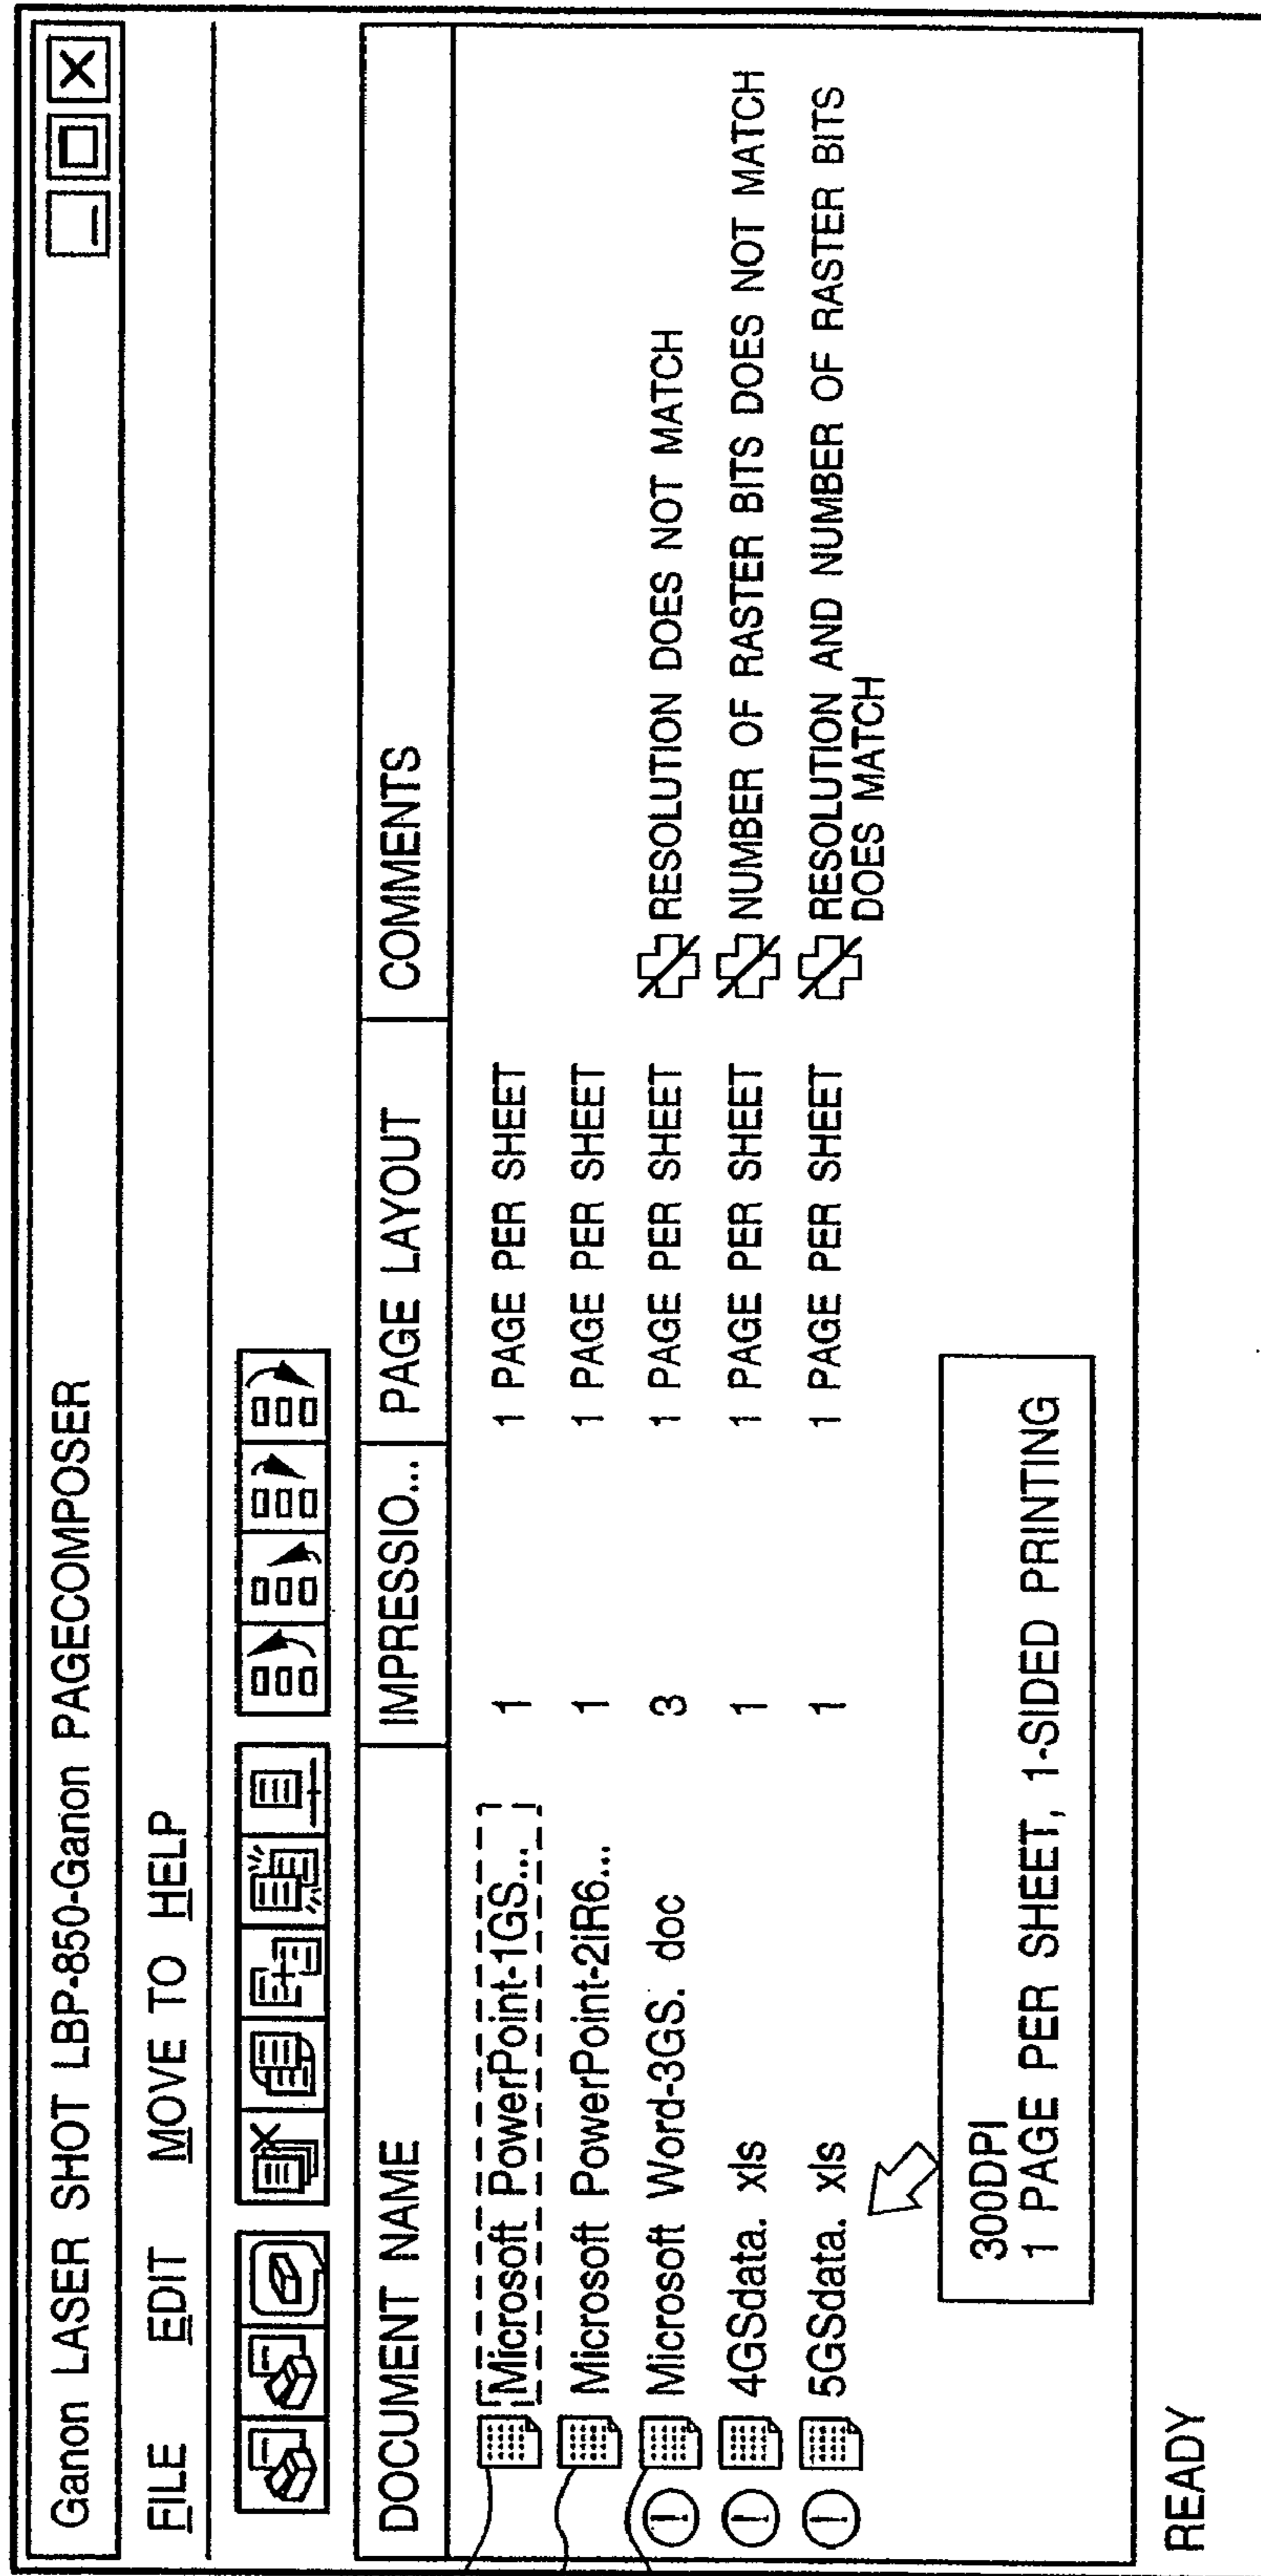 Ganon LASER SHOT LBP-850-Ganon PAGECOMPOSER
FILE EDIT MOVE TO HELP
DOCUMENT NAME IMPRESSIO... PAGE LAYOUT COMMENTS
Microsoft PowerPoint-1GS... 1 1 PAGE PER SHEET
Microsoft PowerPoint-2iR6... 1 1 PAGE PER SHEET
Microsoft Word-3GS. doc 3 1 PAGE PER SHEET RESOLUTION DOES NOT MATCH
4GSdata. xls 1 1 PAGE PER SHEET NUMBER OF RASTER BITS DOES NOT MATCH
5GSdata. xls 1 1 PAGE PER SHEET RESOLUTION AND NUMBER OF RASTER BITS
DOES MATCH
300DPI
1 PAGE PER SHEET, 1-SIDED PRINTING
READY